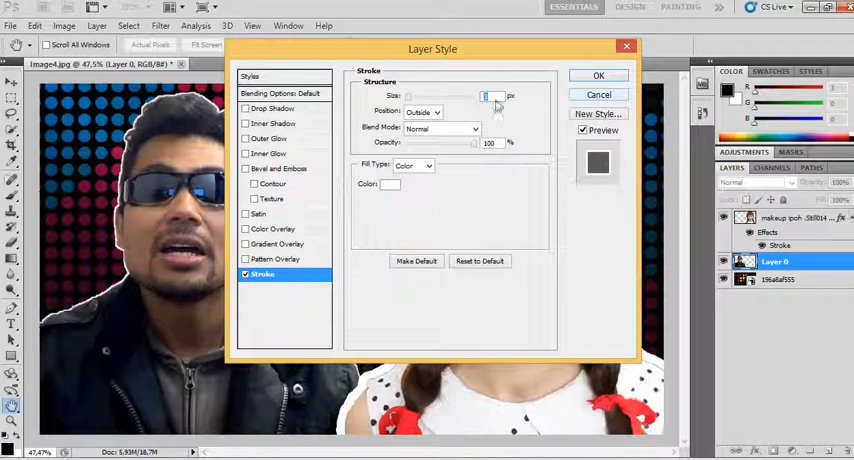 Ps
ESSENTIALS DESIGN PAINTING CS Live
File Edit Image Layer Select Filter Analysis 3D View Window Help
Scroll All Windows Actual Pixels Fit Screen
Image4.jpg @ 47,5% (Layer 0, RGB/8#) *
Layer Style
Styles
Blending Options: Default
Drop Shadow
Inner Shadow
Outer Glow
Inner Glow
Bevel and Emboss
Contour
Texture
Satin
Color Overlay
Gradient Overlay
Pattern Overlay
Stroke
Stroke
Structure
Size: px
Position: Outside
Blend Mode: Normal
Opacity: 100 %
Fill Type: Color
Color:
Make Default Reset to Default
OK
Cancel
New Style...
Preview
COLOR SWATCHES STYLES
R
G
B
ADJUSTMENTS MASKS
LAYERS CHANNELS PATHS
Normal Opacity: 100%
Fill: 100%
makeup ipoh .Still014 ... fx
Effects
Stroke
Layer 0
196a8af555
47,47% Doc: 5,93M/18,7M